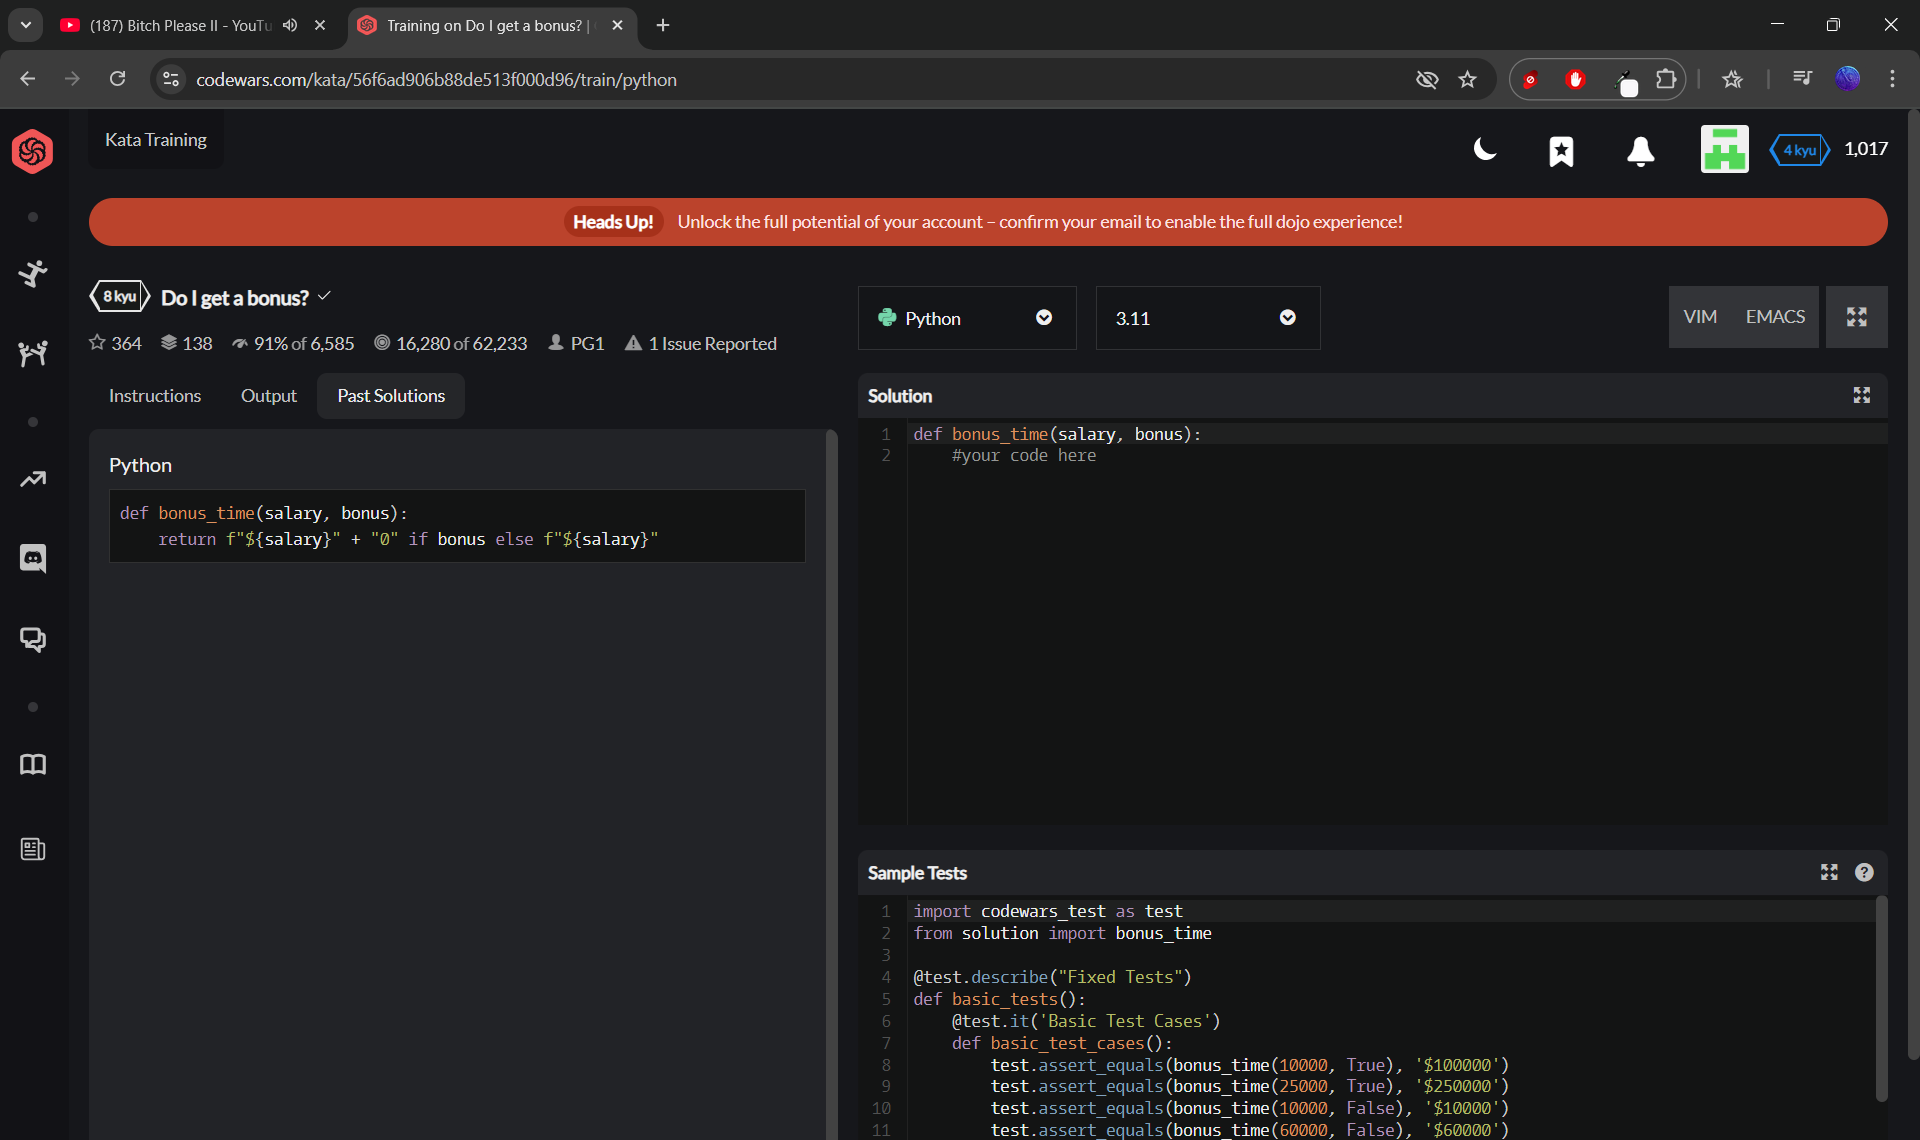 (187) Bitch Please II - YouTu
Training on Do I get a bonus? |
codewars.com/kata/56f6ad906b88de513f000d96/train/python
Kata Training
4 kyu
1,017
Heads Up! Unlock the full potential of your account – confirm your email to enable the full dojo experience!
8 kyu Do I get a bonus?
364 138 91% of 6,585 16,280 of 62,233 PG1 1 Issue Reported
Python
3.11
VIM EMACS
Instructions Output Past Solutions
Python
def bonus_time(salary, bonus):
    return f"${salary}" + "0" if bonus else f"${salary}"
Solution
1 def bonus_time(salary, bonus):
2     #your code here
Sample Tests
?
1 import codewars_test as test
2 from solution import bonus_time
3
4 @test.describe("Fixed Tests")
5 def basic_tests():
6     @test.it('Basic Test Cases')
7     def basic_test_cases():
8         test.assert_equals(bonus_time(10000, True), '$100000')
9         test.assert_equals(bonus_time(25000, True), '$250000')
10         test.assert_equals(bonus_time(10000, False), '$10000')
11         test.assert_equals(bonus_time(60000, False), '$60000')